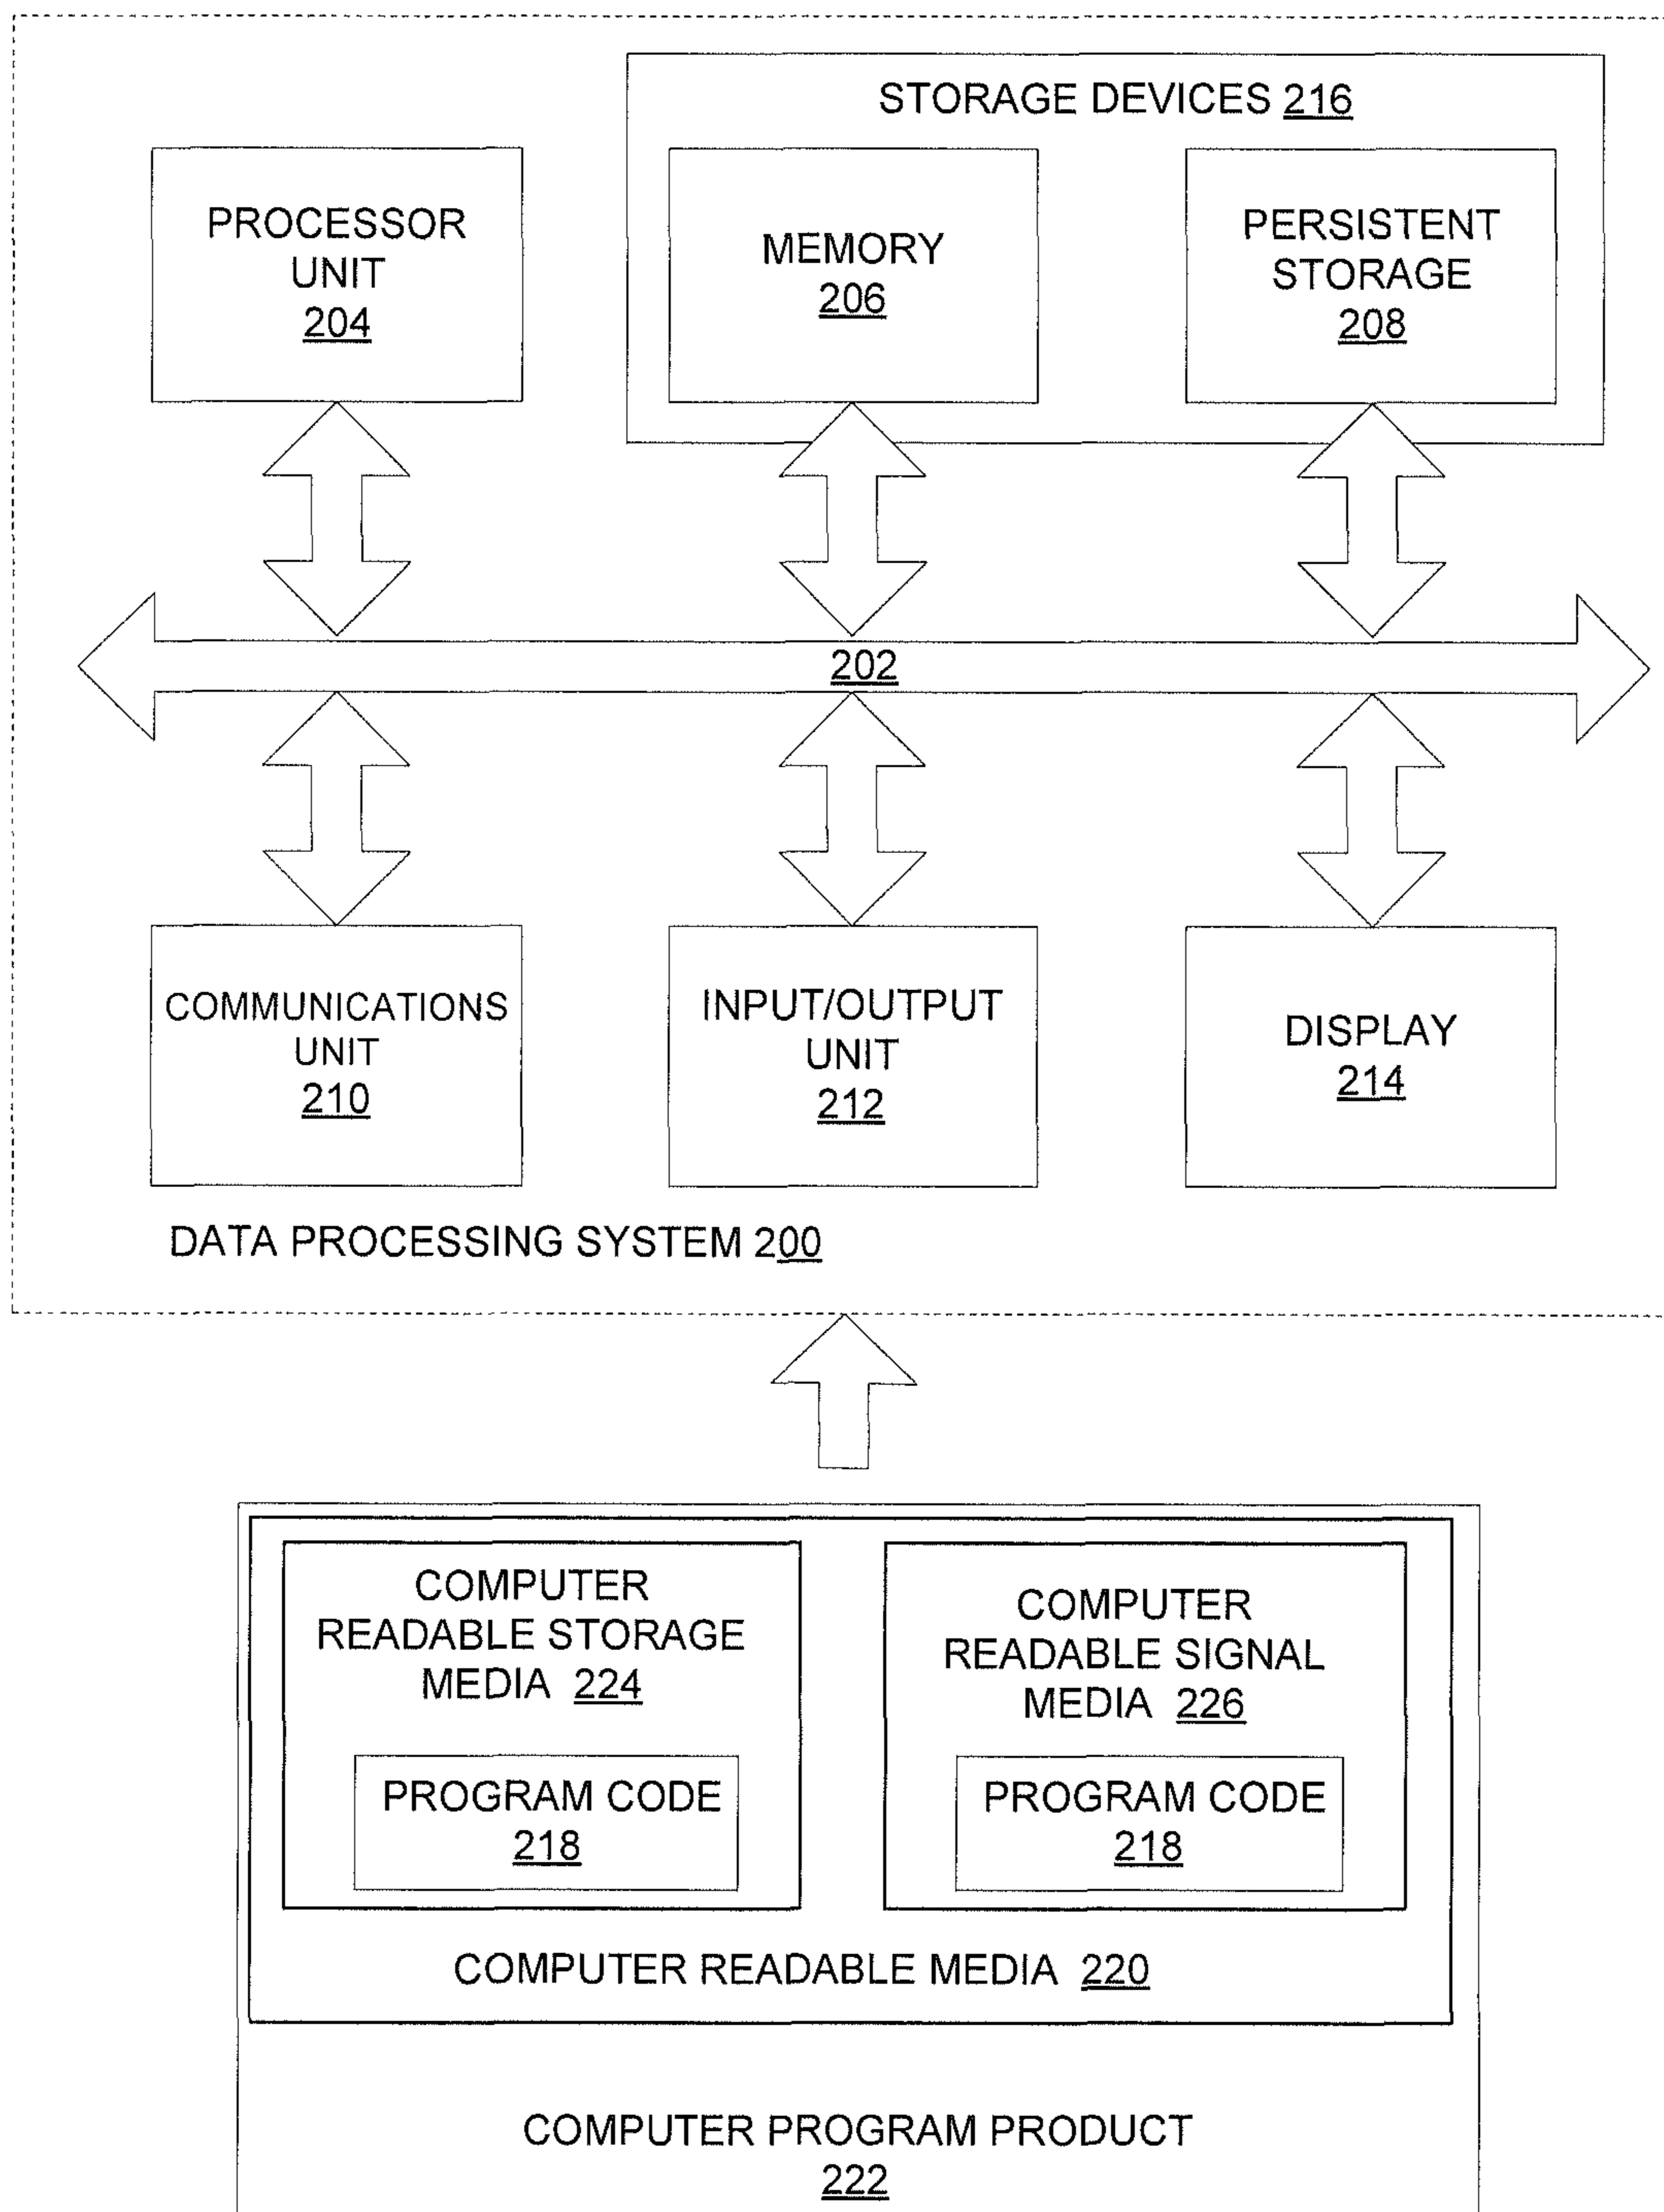 STORAGE DEVICES 216
PROCESSOR
UNIT
204
MEMORY
206
PERSISTENT
STORAGE
208
202
COMMUNICATIONS
UNIT
210
INPUT/OUTPUT
UNIT
212
DISPLAY
214
DATA PROCESSING SYSTEM 200
COMPUTER
READABLE STORAGE
MEDIA 224
PROGRAM CODE
218
COMPUTER
READABLE SIGNAL
MEDIA 226
PROGRAM CODE
218
COMPUTER READABLE MEDIA 220
COMPUTER PROGRAM PRODUCT
222